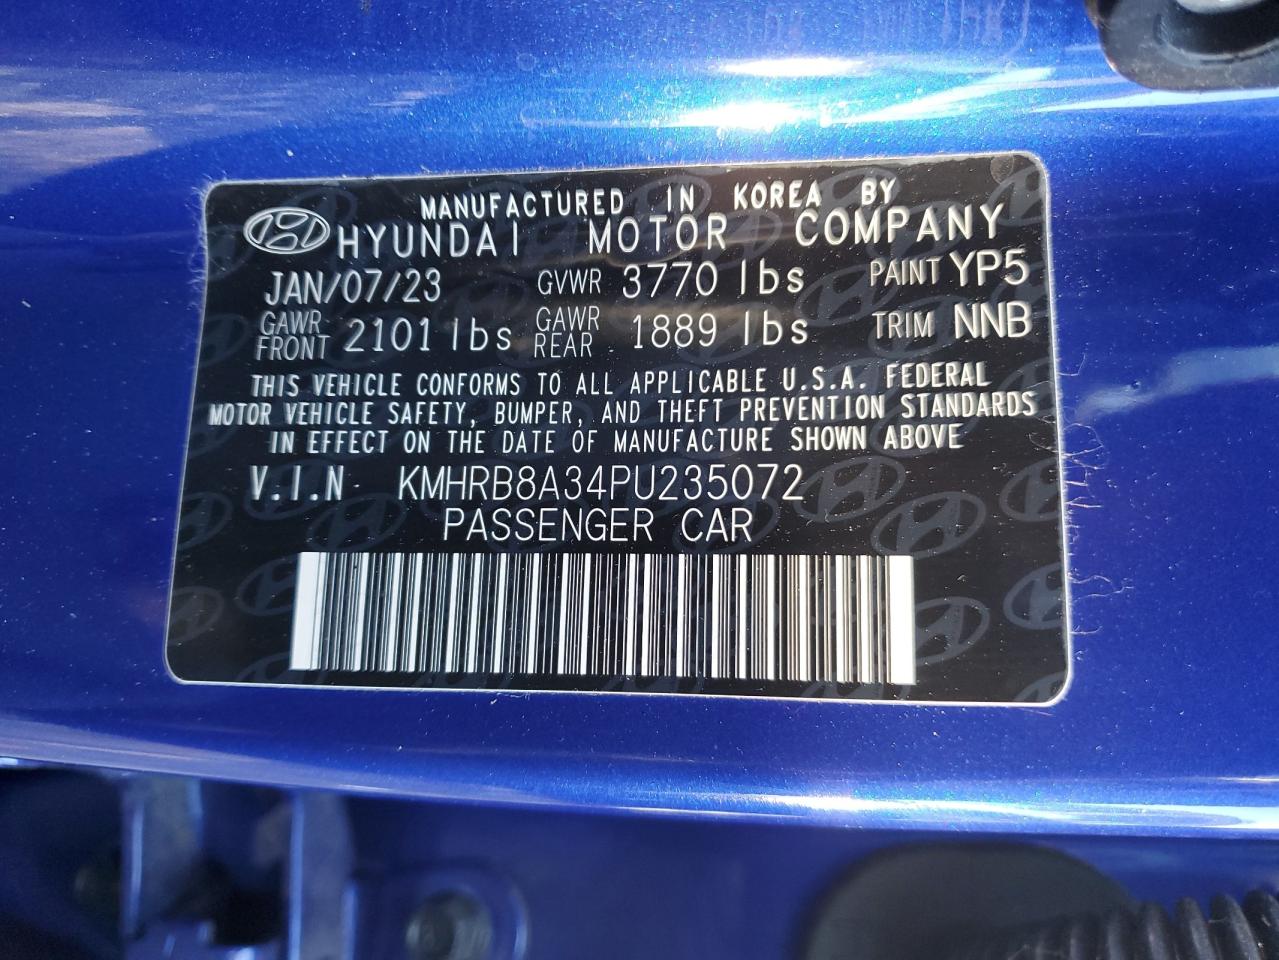 MANUFACTURED IN KOREA BY
HYUNDAI MOTOR COMPANY
JAN/07/23 GVWR 3770 lbs PAINT YP5
GAWR FRONT 2101 lbs GAWR REAR 1889 lbs TRIM NNB
THIS VEHICLE CONFORMS TO ALL APPLICABLE U.S.A. FEDERAL
MOTOR VEHICLE SAFETY, BUMPER, AND THEFT PREVENTION STANDARDS
IN EFFECT ON THE DATE OF MANUFACTURE SHOWN ABOVE
V.I.N KMHRB8A34PU235072
PASSENGER CAR